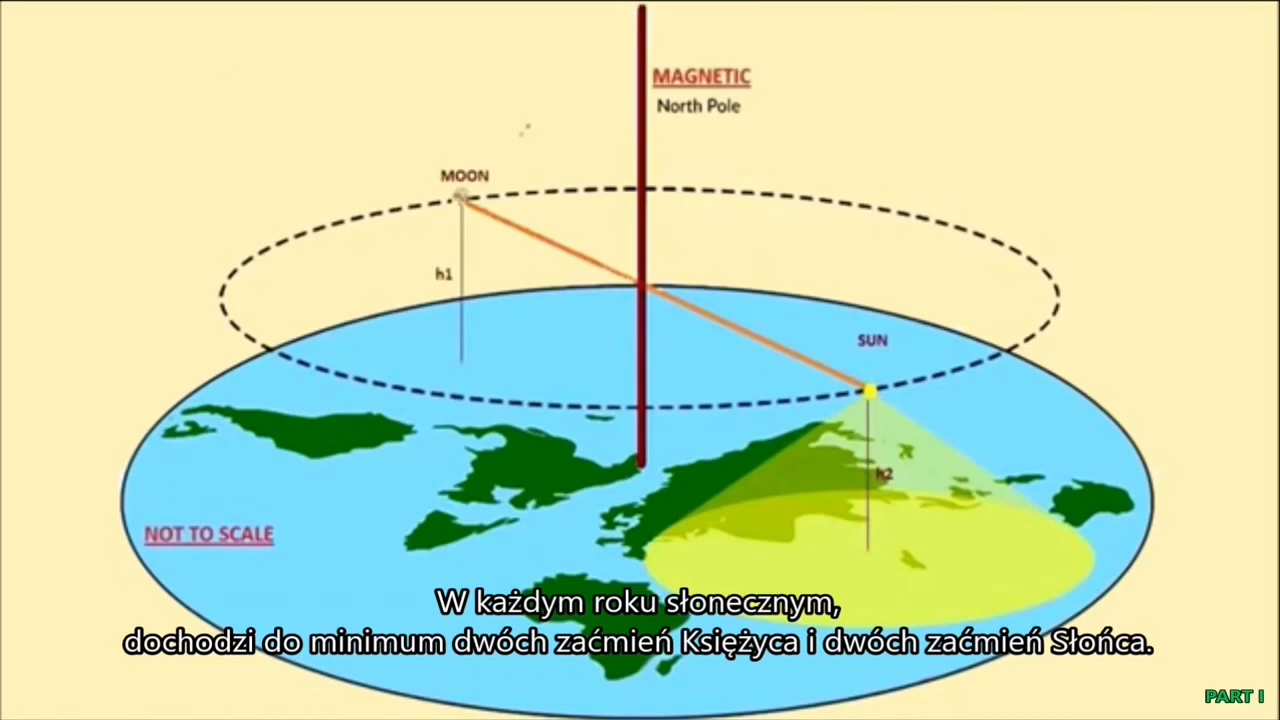 MAGNETIC
North Pole
MOON
h1
SUN
h2
NOT TO SCALE
W każdym roku słonecznym,
dochodzi do minimum dwóch zaćmień Księżyca i dwóch zaćmień Słońca.
PART I